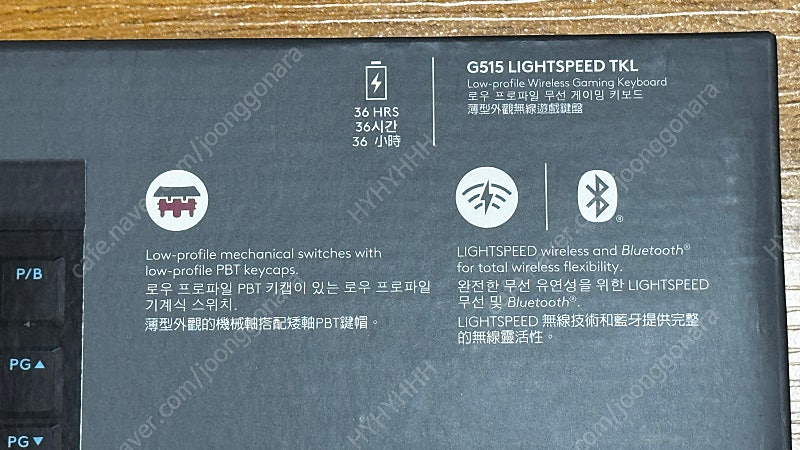 36 HRS
36시간
36 小時
G515 LIGHTSPEED TKL
Low-profile Wireless Gaming Keyboard
로우 프로파일 무선 게이밍 키보드
薄型外觀無線遊戲鍵盤
Low-profile mechanical switches with
low-profile PBT keycaps.
로우 프로파일 PBT 키캡이 있는 로우 프로파일
기계식 스위치.
薄型外觀的機械軸搭配矮軸PBT鍵帽。
®
LIGHTSPEED wireless and Bluetooth®
for total wireless flexibility.
완전한 무선 유연성을 위한 LIGHTSPEED
무선 및 Bluetooth®.
LIGHTSPEED 無線技術和藍牙提供完整
的無線靈活性。
P/B
PG▲
PG▼
cafe.naver.com/joonggonara
HYHYHHH